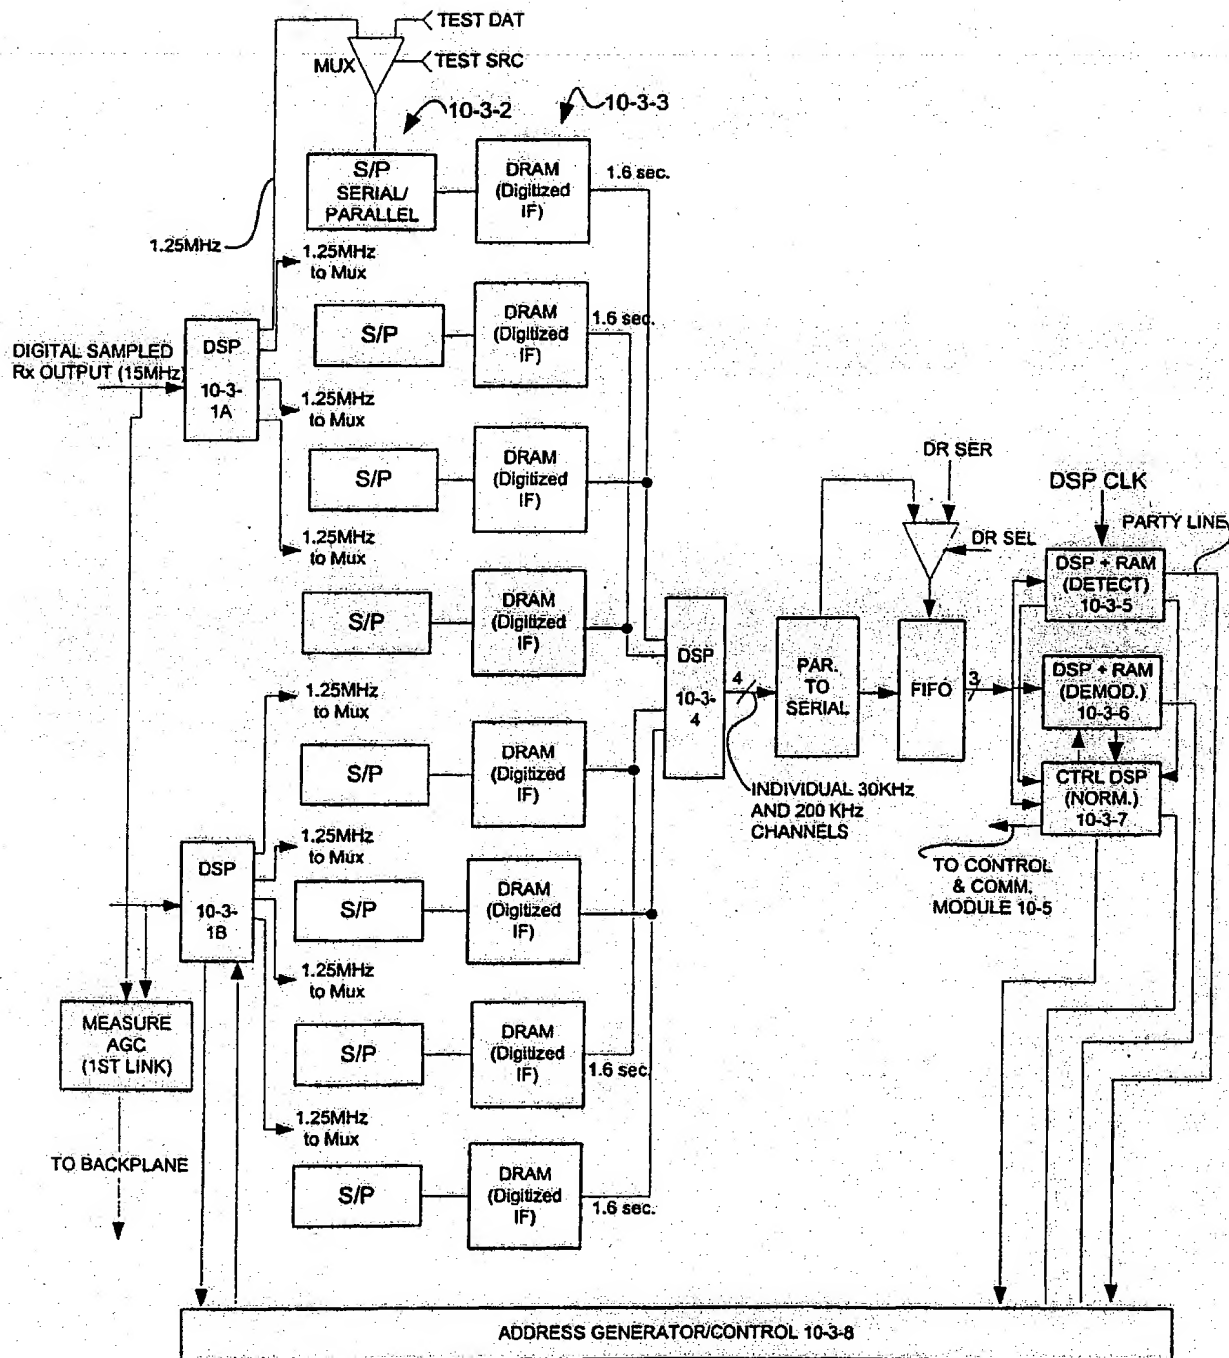 TEST DAT
MUX
TEST SRC
10-3-2
10-3-3
S/P
SERIAL/
PARALLEL
DRAM
(Digitized
IF)
1.6 sec.
1.25MHz
1.25MHz
to Mux
S/P
DRAM
(Digitized
IF)
1.6 sec.
DIGITAL SAMPLED
Rx OUTPUT (15MHz)
DSP
10-3-
1A
1.25MHz
to Mux
S/P
DRAM
(Digitized
IF)
1.25MHz
to Mux
S/P
DRAM
(Digitized
IF)
DR SER
DR SEL
DSP CLK
PARTY LINE
DSP + RAM
(DETECT)
10-3-5
DSP
10-3-
4
4
PAR.
TO
SERIAL
FIFO
3
DSP + RAM
(DEMOD.)
10-3-6
CTRL DSP
(NORM.)
10-3-7
INDIVIDUAL 30KHz
AND 200 KHz
CHANNELS
TO CONTROL
& COMM.
MODULE 10-5
1.25MHz
to Mux
S/P
DRAM
(Digitized
IF)
1.25MHz
to Mux
DSP
10-3-
1B
S/P
DRAM
(Digitized
IF)
1.25MHz
to Mux
MEASURE
AGC
(1ST LINK)
S/P
DRAM
(Digitized
IF)
1.6 sec.
1.25MHz
to Mux
TO BACKPLANE
S/P
DRAM
(Digitized
IF)
1.6 sec.
ADDRESS GENERATOR/CONTROL 10-3-8